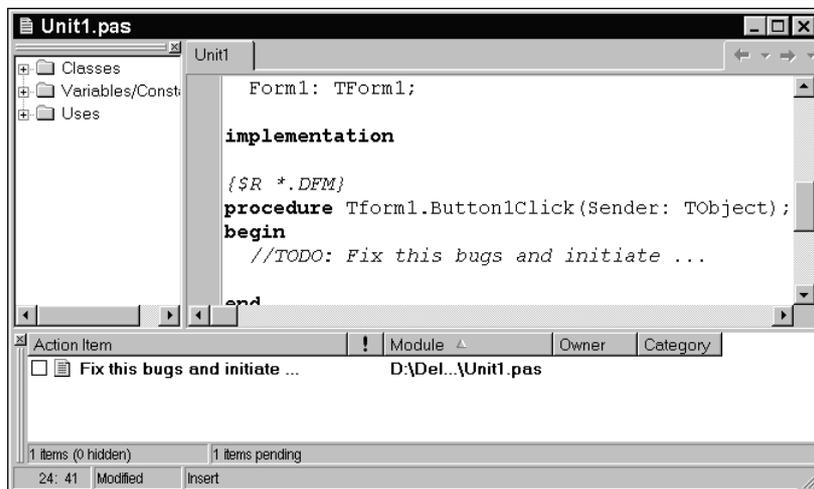 Unit1.pas
Classes
Variables/Const
Uses
Unit1
Form1: TForm1;
implementation
{$R *.DFM}
procedure Tform1.Button1Click(Sender: TObject);
begin
//TODO: Fix this bugs and initiate ...
end
Action Item ! Module Owner Category
Fix this bugs and initiate ... D:\Del...\Unit1.pas
1 items (0 hidden) 1 items pending
24: 41 Modified Insert